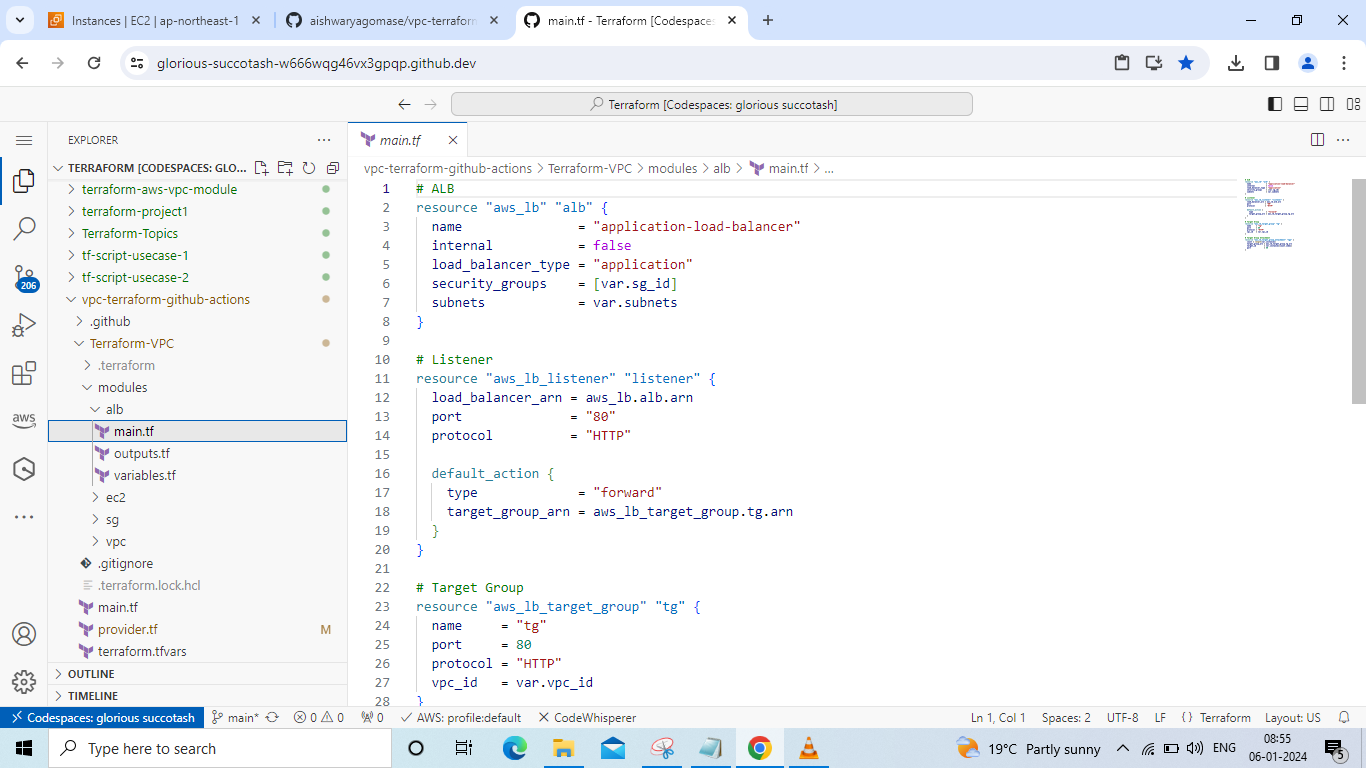 Instances | EC2 | ap-northeast-1
aishwaryagomase/vpc-terraform
main.tf - Terraform [Codespaces
glorious-succotash-w666wqg46vx3gpqp.github.dev
Terraform [Codespaces: glorious succotash]
EXPLORER
TERRAFORM [CODESPACES: GLO...
terraform-aws-vpc-module
terraform-project1
Terraform-Topics
tf-script-usecase-1
tf-script-usecase-2
206
vpc-terraform-github-actions
.github
Terraform-VPC
.terraform
modules
alb
aws
main.tf
outputs.tf
variables.tf
ec2
sg
vpc
.gitignore
.terraform.lock.hcl
main.tf
provider.tf M
terraform.tfvars
OUTLINE
TIMELINE
main.tf
vpc-terraform-github-actions > Terraform-VPC > modules > alb > main.tf > ...
1 # ALB
2 resource "aws_lb" "alb" {
3 name = "application-load-balancer"
4 internal = false
5 load_balancer_type = "application"
6 security_groups = [var.sg_id]
7 subnets = var.subnets
8 }
9
10 # Listener
11 resource "aws_lb_listener" "listener" {
12 load_balancer_arn = aws_lb.alb.arn
13 port = "80"
14 protocol = "HTTP"
15
16 default_action {
17 type = "forward"
18 target_group_arn = aws_lb_target_group.tg.arn
19 }
20 }
21
22 # Target Group
23 resource "aws_lb_target_group" "tg" {
24 name = "tg"
25 port = 80
26 protocol = "HTTP"
27 vpc_id = var.vpc_id
28 }
Codespaces: glorious succotash main* 0 0 0 AWS: profile:default CodeWhisperer Ln 1, Col 1 Spaces: 2 UTF-8 LF {} Terraform Layout: US
Type here to search
19°C Partly sunny
ENG
08:55
06-01-2024
5